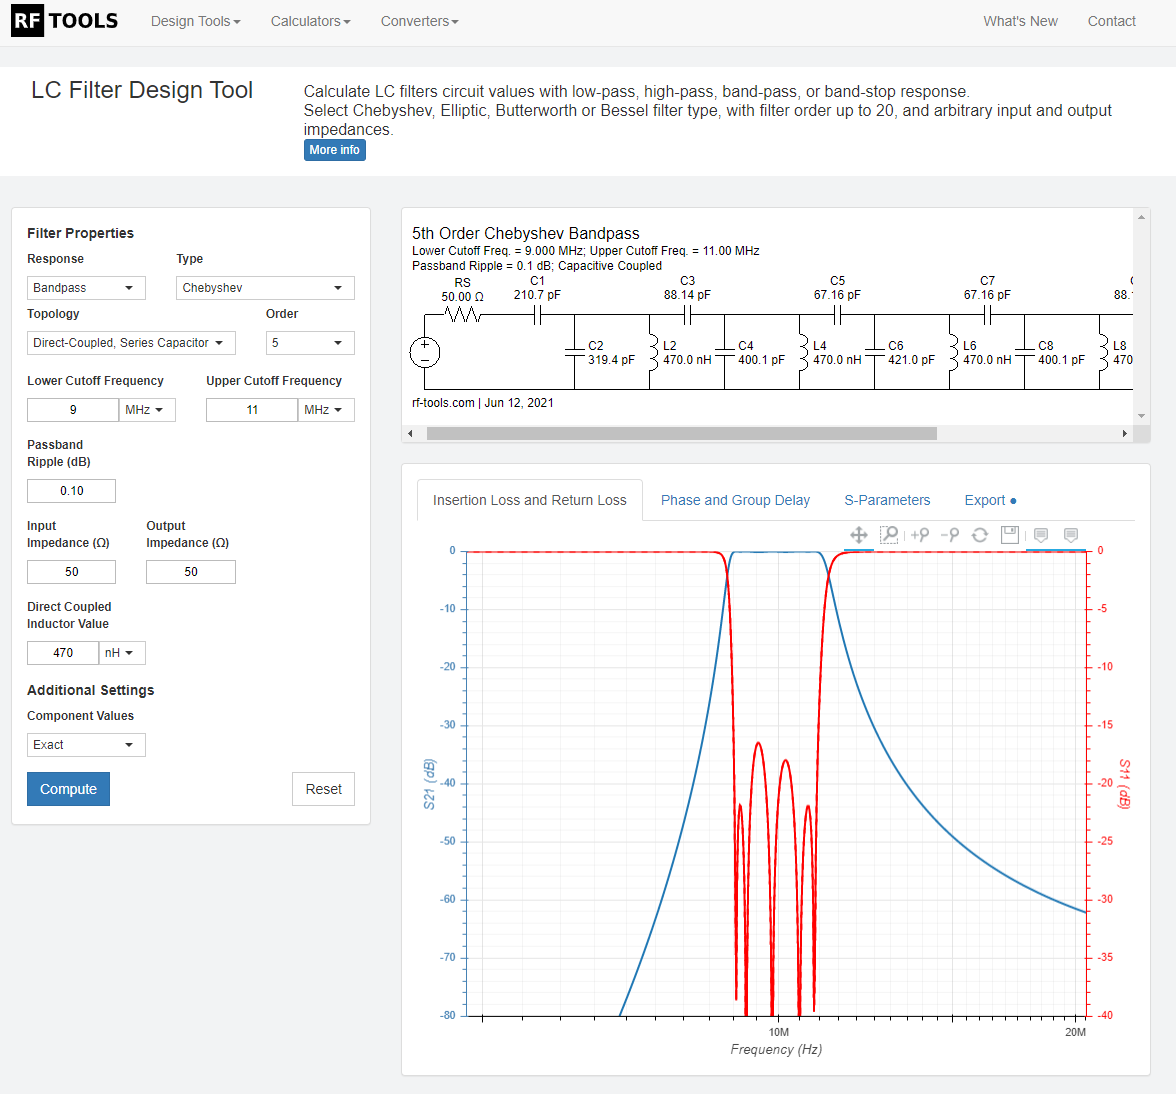 RF TOOLS
Design Tools
Calculators
Converters
What's New
Contact
LC Filter Design Tool
Calculate LC filters circuit values with low-pass, high-pass, band-pass, or band-stop response.
Select Chebyshev, Elliptic, Butterworth or Bessel filter type, with filter order up to 20, and arbitrary input and output
impedances.
More info
Filter Properties
Response
Type
Bandpass
Chebyshev
Topology
Order
Direct-Coupled, Series Capacitor
5
Lower Cutoff Frequency
Upper Cutoff Frequency
9
MHz
11
MHz
Passband
Ripple (dB)
0.10
Input
Impedance (Ω)
Output
Impedance (Ω)
50
50
Direct Coupled
Inductor Value
470
nH
Additional Settings
Component Values
Exact
Compute
Reset
5th Order Chebyshev Bandpass
Lower Cutoff Freq. = 9.000 MHz; Upper Cutoff Freq. = 11.00 MHz
Passband Ripple = 0.1 dB; Capacitive Coupled
RS
50.00 Ω
C1
210.7 pF
C3
88.14 pF
C5
67.16 pF
C7
67.16 pF
88.
C2
319.4 pF
L2
470.0 nH
C4
400.1 pF
L4
470.0 nH
C6
421.0 pF
L6
470.0 nH
C8
400.1 pF
L8
470
rf-tools.com | Jun 12, 2021
Insertion Loss and Return Loss
Phase and Group Delay
S-Parameters
Export ●
0
-10
-20
-30
-40
-50
-60
-70
-80
S21 (dB)
0
-5
-10
-15
-20
-25
-30
-35
-40
S11 (dB)
10M
20M
Frequency (Hz)